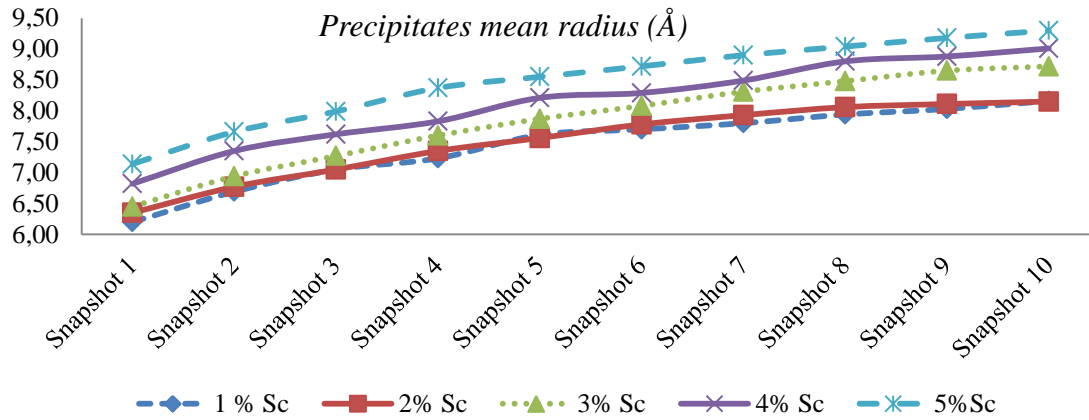 Precipitates mean radius (Å)
9,50
9,00
8,50
8,00
7,50
7,00
6,50
6,00
Snapshot 1
Snapshot 2
Snapshot 3
Snapshot 4
Snapshot 5
Snapshot 6
Snapshot 7
Snapshot 8
Snapshot 9
Snapshot 10
1 % Sc 2% Sc 3% Sc 4% Sc 5%Sc